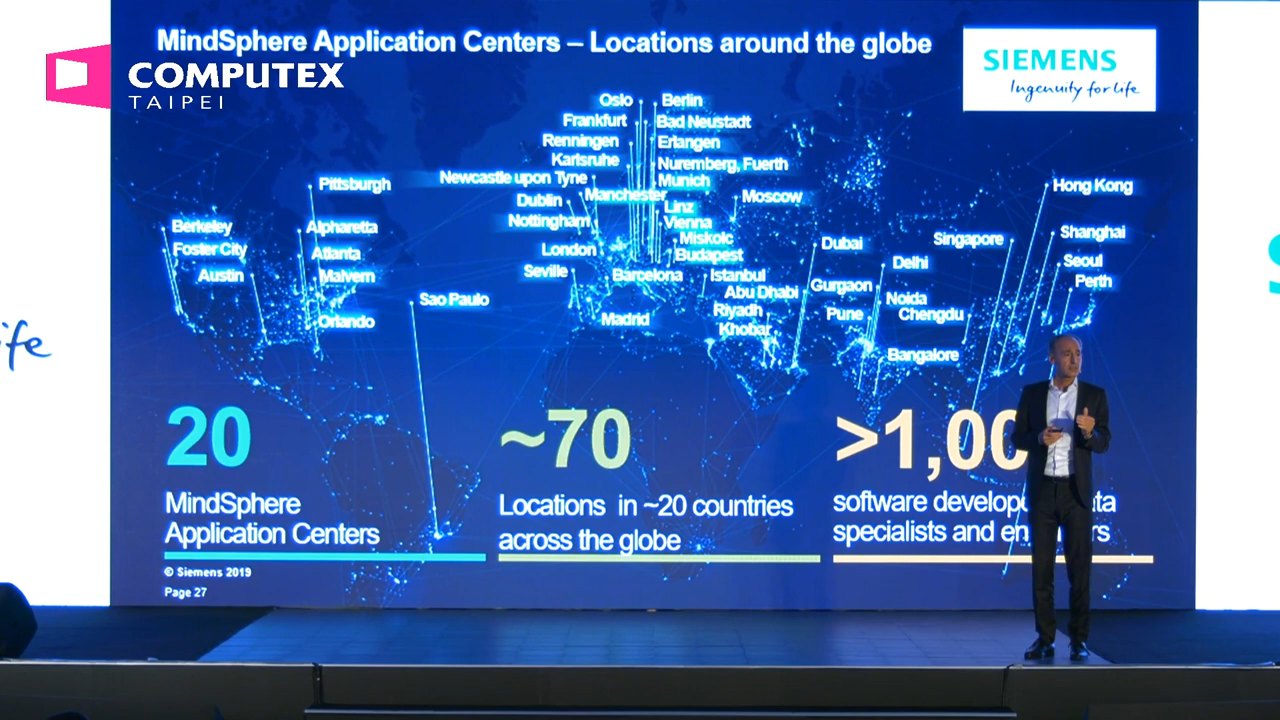 MindSphere Application Centers – Locations around the globe
COMPUTEX
TAIPEI
SIEMENS
Ingenuity for life
Oslo
Berlin
Frankfurt
Bad Neustadt
Renningen
Erlangen
Karlsruhe
Nuremberg, Fuerth
Newcastle upon Tyne
Munich
Pittsburgh
Manchester
Moscow
Hong Kong
Dublin
Linz
Nottingham
Vienna
Berkeley
Alpharetta
Miskolc
Dubai
Singapore
Shanghai
Foster City
Atlanta
London
Budapest
Delhi
Seoul
Austin
Malvern
Seville
Barcelona
Istanbul
Gurgaon
Perth
Sao Paulo
Abu Dhabi
Noida
Orlando
Madrid
Riyadh
Pune
Chengdu
Khobar
Bangalore
ife
20
MindSphere
Application Centers
~70
Locations in ~20 countries
across the globe
>1,00
software develop
specialists and en
© Siemens 2019
Page 27